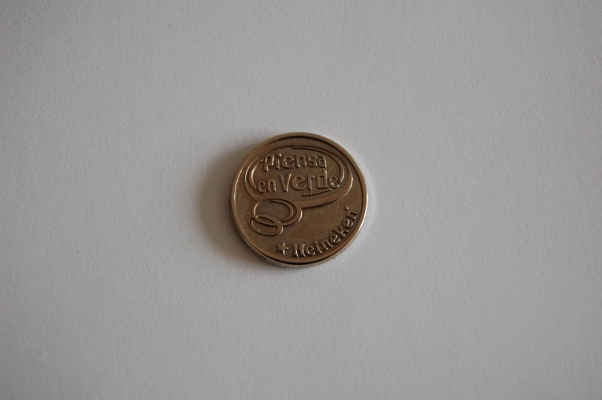 Piensa
en Verde
★ Heineken